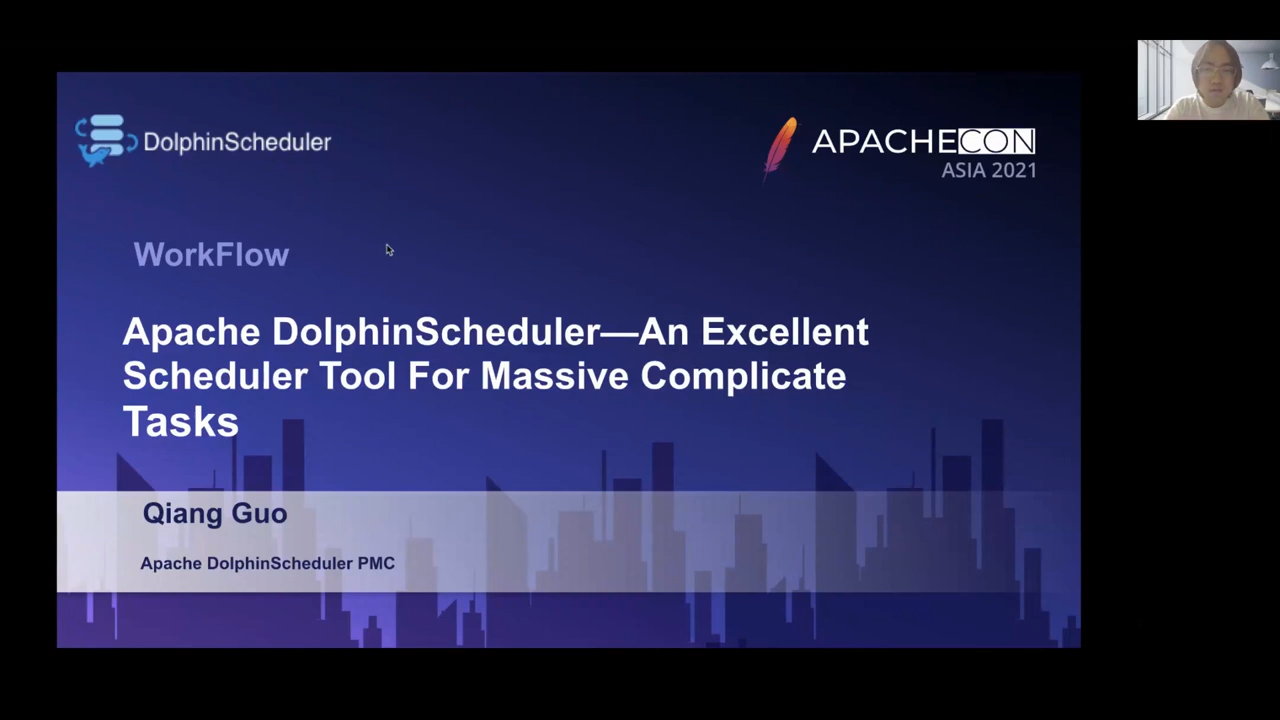 DolphinScheduler
APACHECON
ASIA 2021
WorkFlow
Apache DolphinScheduler—An Excellent
Scheduler Tool For Massive Complicate
Tasks
Qiang Guo
Apache DolphinScheduler PMC